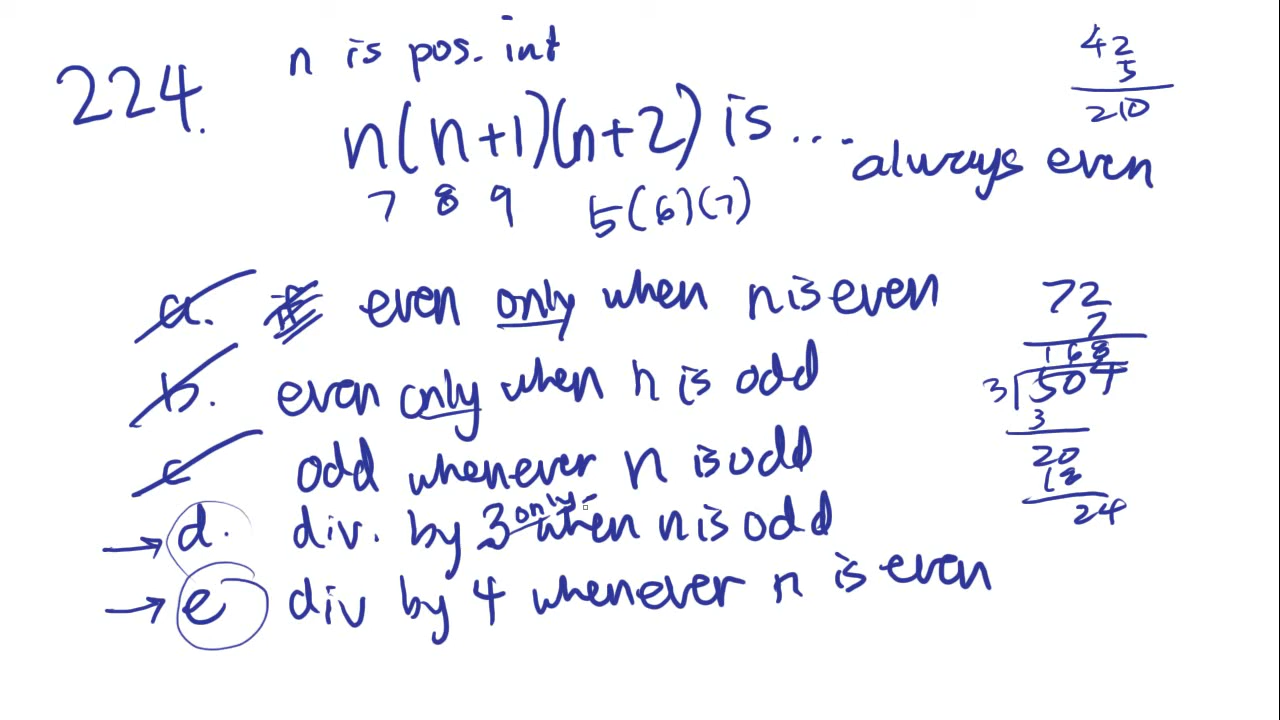 224.
n is pos. int
n(n+1)(n+2) is ...
always even
7 8 9 5(6)(7)
42
5
210
a. even only when n is even
b. even only when n is odd
c odd whenever n is odd
d. div. by 3 only when n is odd
e div by 4 whenever n is even
72
7
168
3 504
3
20
18
24